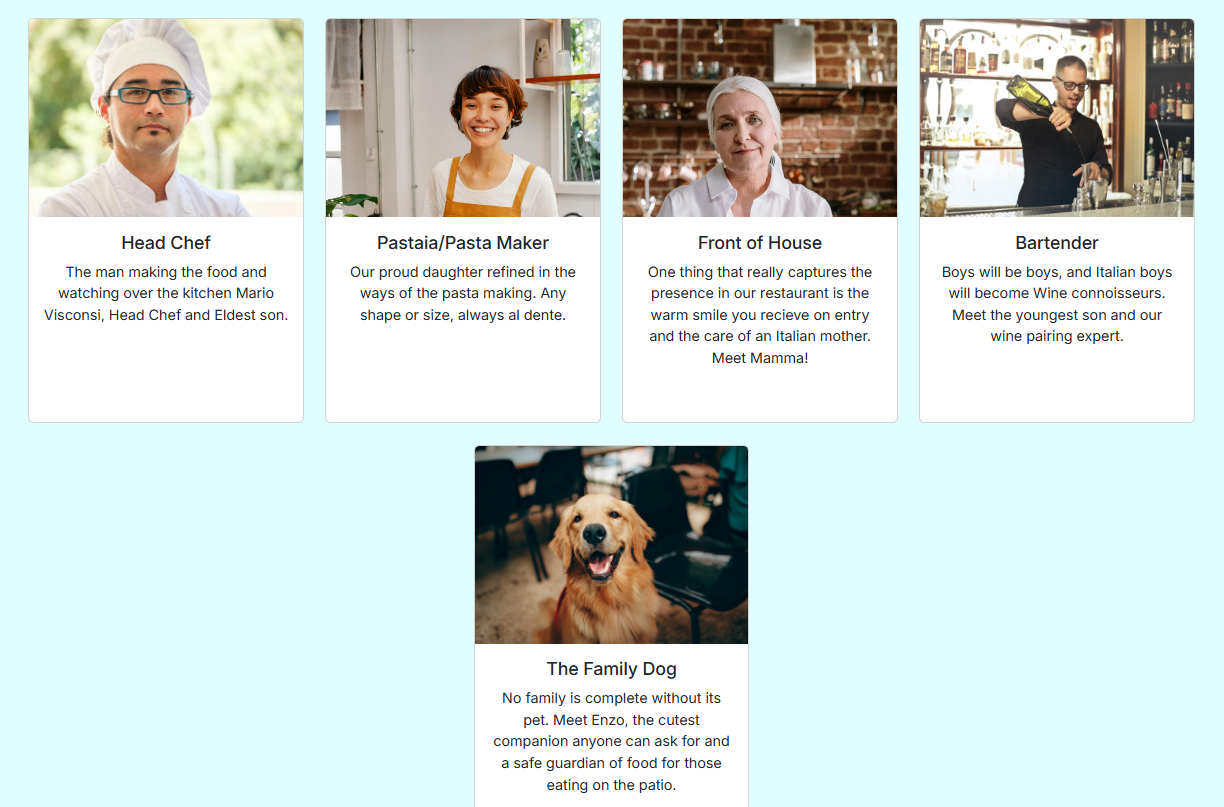 Head Chef
The man making the food and
watching over the kitchen Mario
Visconsi, Head Chef and Eldest son.
Pastaia/Pasta Maker
Our proud daughter refined in the
ways of the pasta making. Any
shape or size, always al dente.
Front of House
One thing that really captures the
presence in our restaurant is the
warm smile you recieve on entry
and the care of an Italian mother.
Meet Mamma!
Bartender
Boys will be boys, and Italian boys
will become Wine connoisseurs.
Meet the youngest son and our
wine pairing expert.
The Family Dog
No family is complete without its
pet. Meet Enzo, the cutest
companion anyone can ask for and
a safe guardian of food for those
eating on the patio.